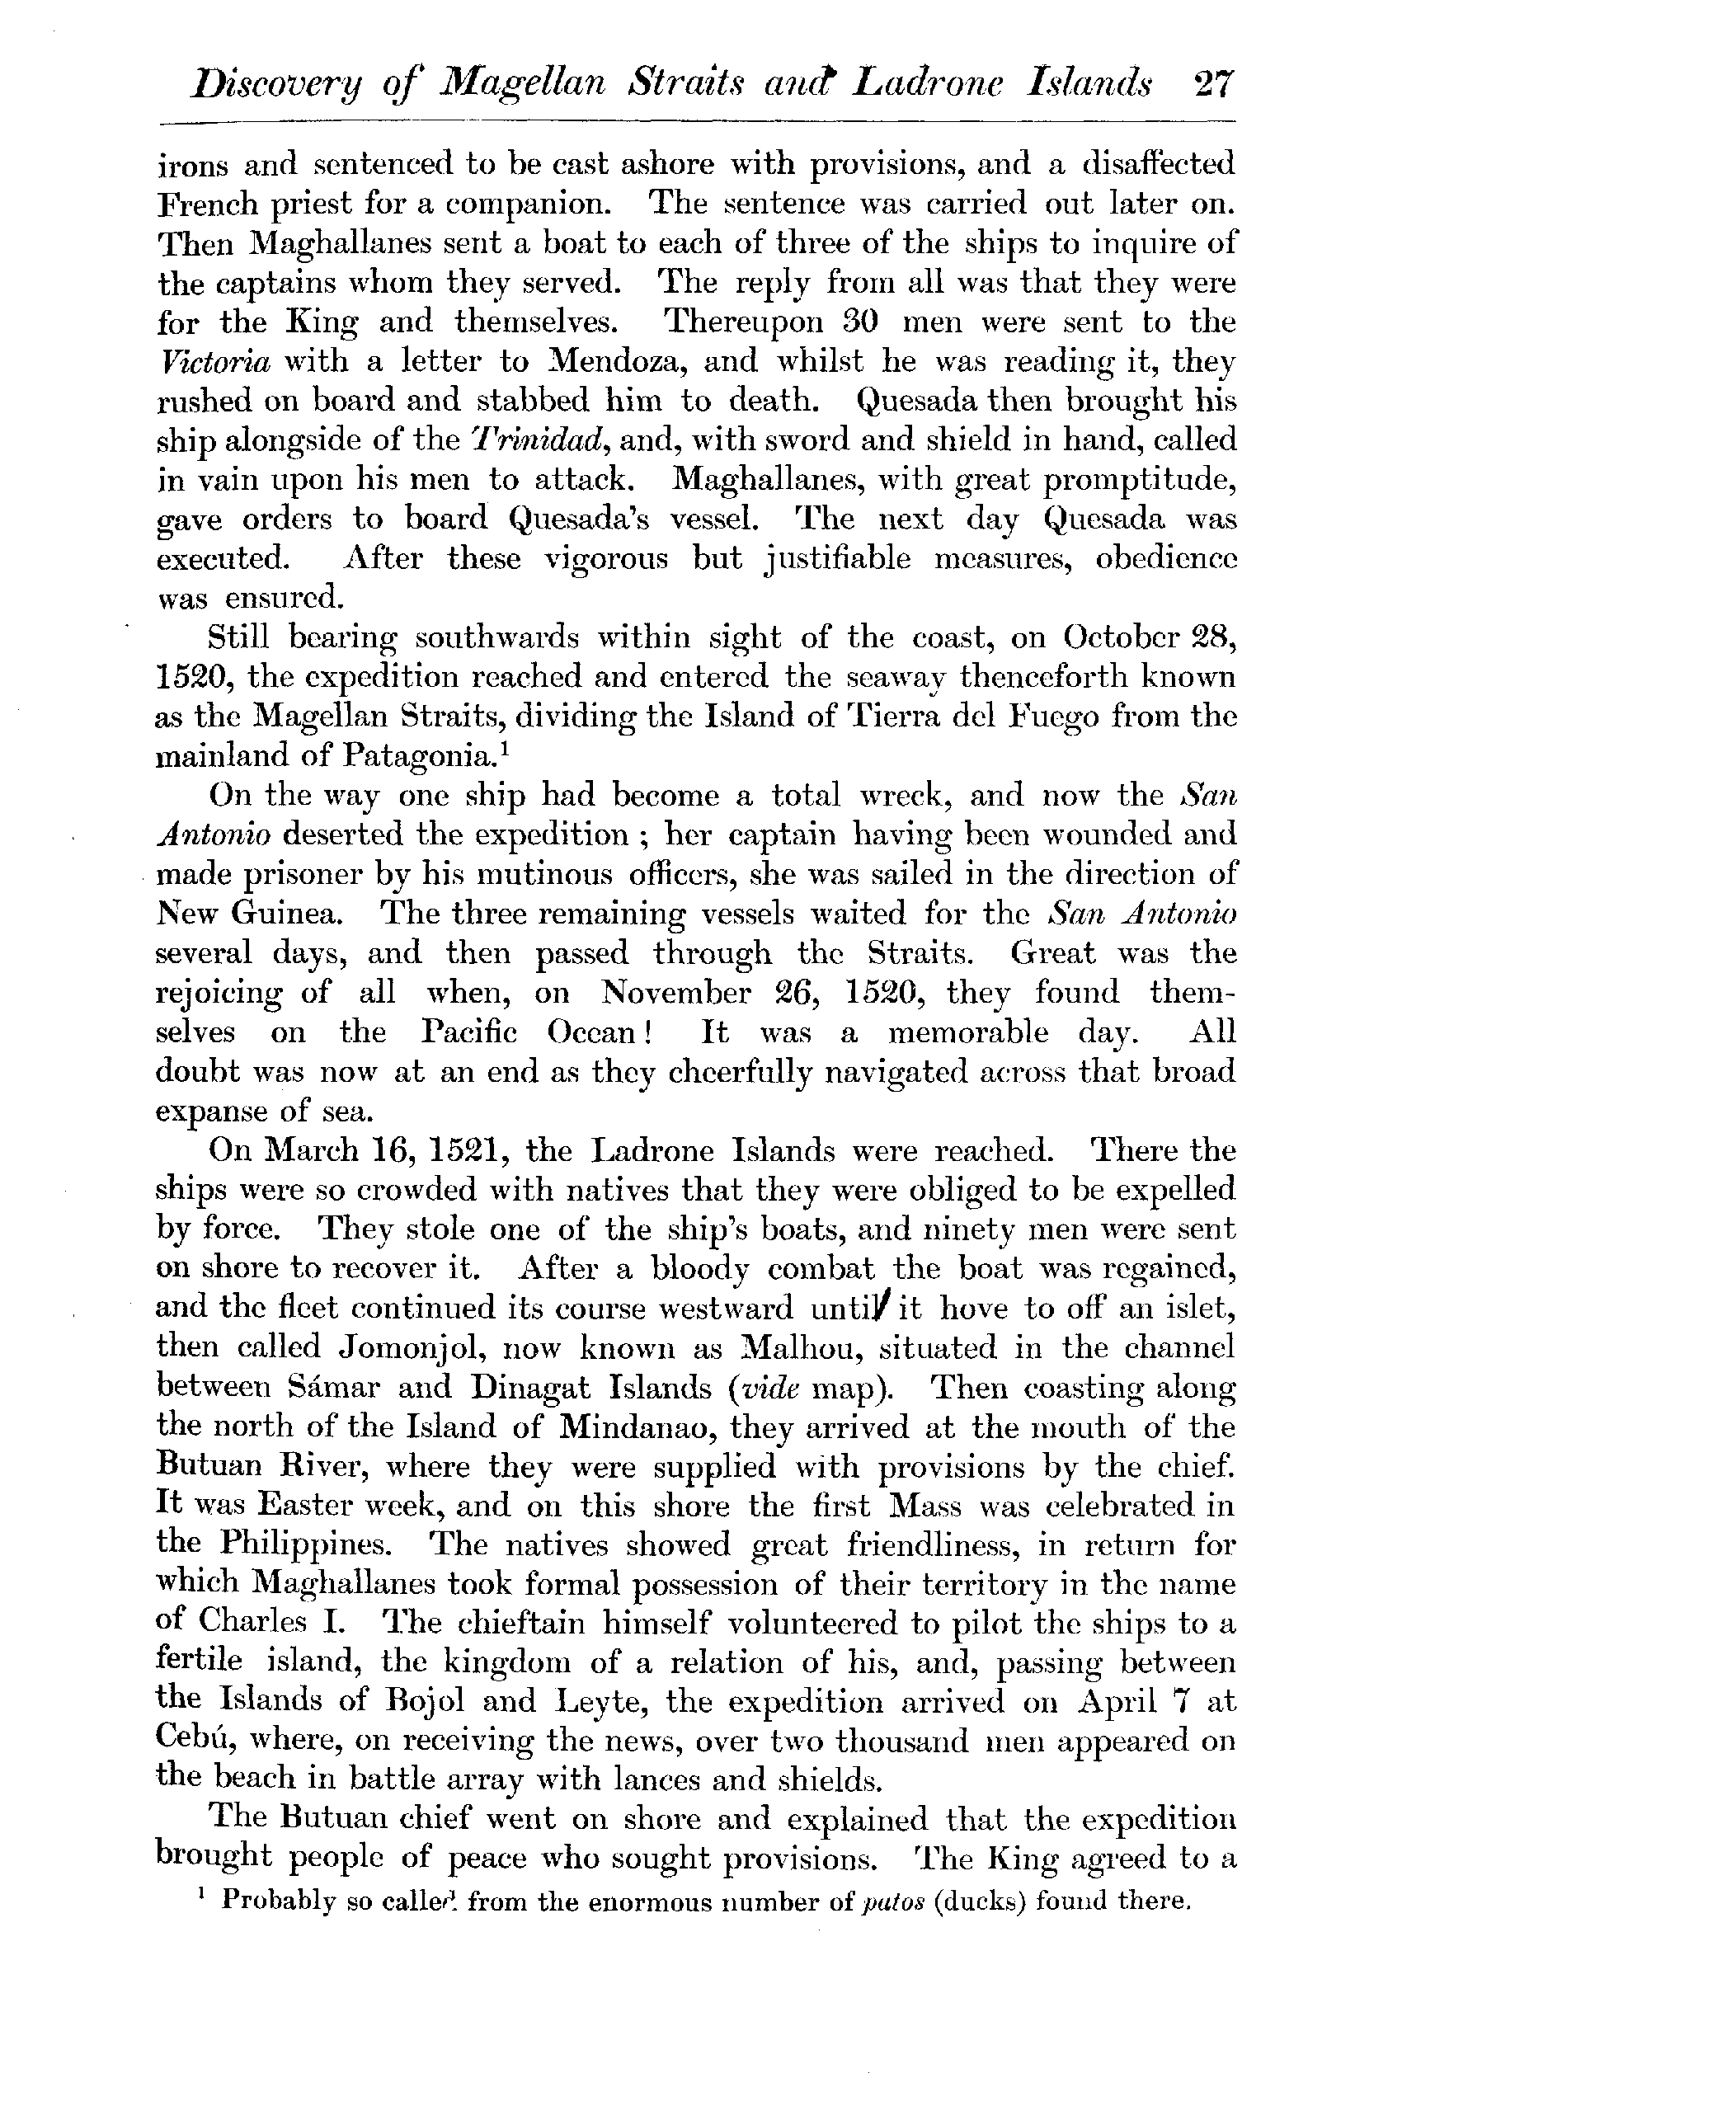 Discovery of Magellan Straits and Ladrone Islands 27
irons and sentenced to be cast ashore with provisions, and a disaffected
French priest for a companion. The sentence was carried out later on.
Then Maghallanes sent a boat to each of three of the ships to inquire of
the captains whom they served. The reply from all was that they were
for the King and themselves. Thereupon 30 men were sent to the
Victoria with a letter to Mendoza, and whilst he was reading it, they
rushed on board and stabbed him to death. Quesada then brought his
ship alongside of the Trinidad, and, with sword and shield in hand, called
in vain upon his men to attack. Maghallanes, with great promptitude,
gave orders to board Quesada's vessel. The next day Quesada was
executed. After these vigorous but justifiable measures, obedience
was ensured.
Still bearing southwards within sight of the coast, on October 28,
1520, the expedition reached and entered the seaway thenceforth known
as the Magellan Straits, dividing the Island of Tierra del Fuego from the
mainland of Patagonia.¹
On the way one ship had become a total wreck, and now the San
Antonio deserted the expedition ; her captain having been wounded and
made prisoner by his mutinous officers, she was sailed in the direction of
New Guinea. The three remaining vessels waited for the San Antonio
several days, and then passed through the Straits. Great was the
rejoicing of all when, on November 26, 1520, they found them-
selves on the Pacific Ocean! It was a memorable day. All
doubt was now at an end as they cheerfully navigated across that broad
expanse of sea.
On March 16, 1521, the Ladrone Islands were reached. There the
ships were so crowded with natives that they were obliged to be expelled
by force. They stole one of the ship's boats, and ninety men were sent
on shore to recover it. After a bloody combat the boat was regained,
and the fleet continued its course westward until it hove to off an islet,
then called Jomonjol, now known as Malhou, situated in the channel
between Sámar and Dinagat Islands (vide map). Then coasting along
the north of the Island of Mindanao, they arrived at the mouth of the
Butuan River, where they were supplied with provisions by the chief.
It was Easter week, and on this shore the first Mass was celebrated in
the Philippines. The natives showed great friendliness, in return for
which Maghallanes took formal possession of their territory in the name
of Charles I. The chieftain himself volunteered to pilot the ships to a
fertile island, the kingdom of a relation of his, and, passing between
the Islands of Bojol and Leyte, the expedition arrived on April 7 at
Cebú, where, on receiving the news, over two thousand men appeared on
the beach in battle array with lances and shields.
The Butuan chief went on shore and explained that the expedition
brought people of peace who sought provisions. The King agreed to a
¹ Probably so called from the enormous number of patos (ducks) found there.